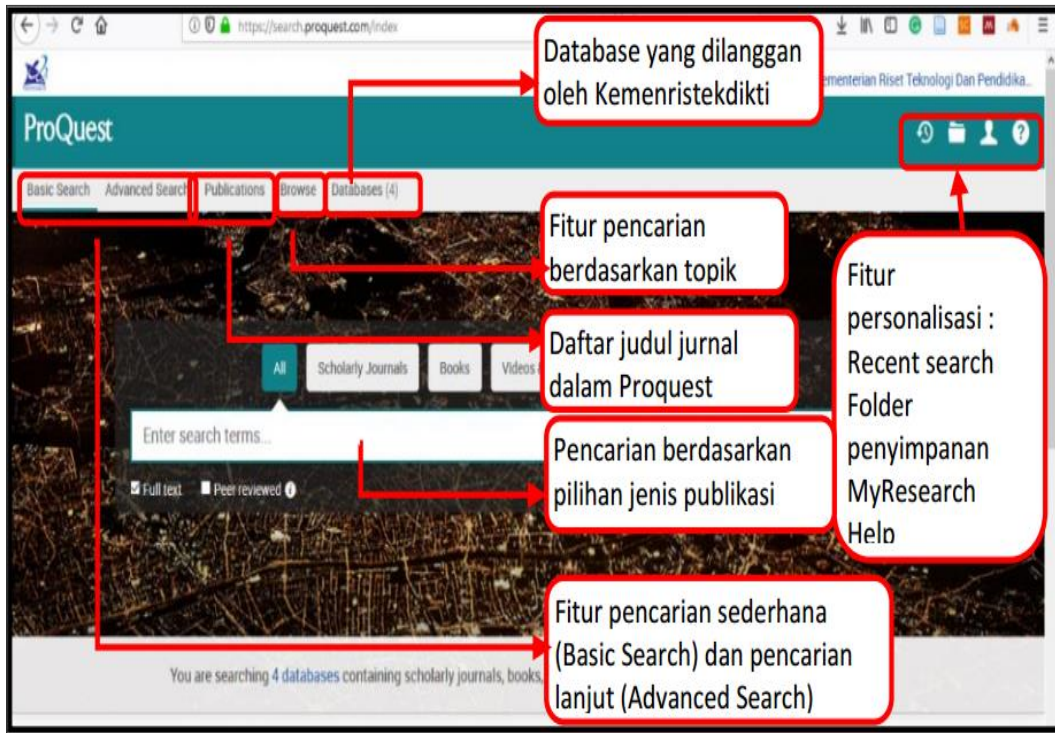 https://search.proquest.com/index
Database yang dilanggan
oleh Kemenristekdikti
ementerian Riset Teknologi Dan Pendidika...
ProQuest
Basic Search Advanced Search Publications Browse Databases (4)
Fitur pencarian
berdasarkan topik
Fitur
personalisasi :
Recent search
Folder
penyimpanan
MyResearch
Help
Daftar judul jurnal
dalam Proquest
All Scholarly Journals Books Videos
Enter search terms...
Pencarian berdasarkan
pilihan jenis publikasi
Full text Peer reviewed
Fitur pencarian sederhana
(Basic Search) dan pencarian
lanjut (Advanced Search)
You are searching 4 databases containing scholarly journals, books,